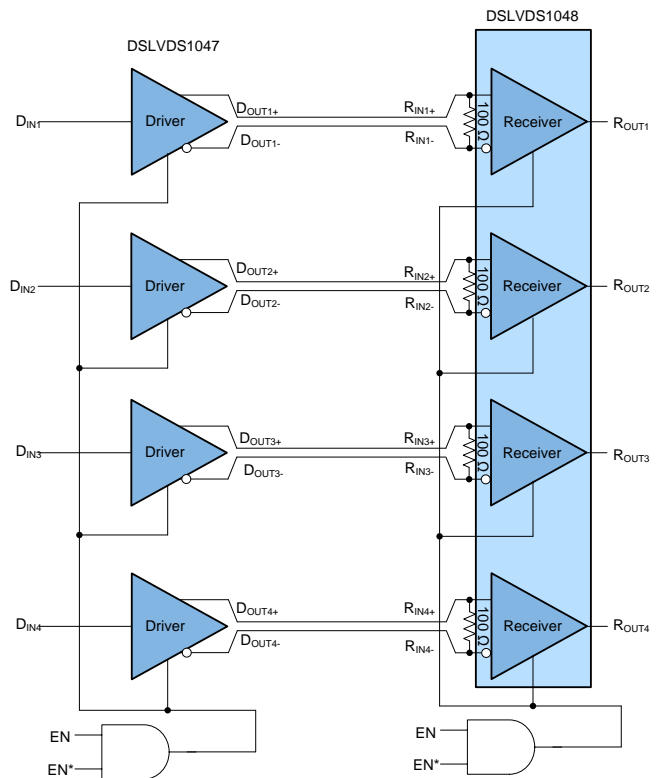 DSLVDS1047
DSLVDS1048
DIN1
Driver
DOUT1+
DOUT1-
RIN1+
RIN1-
100 Ω
Receiver
ROUT1
DIN2
Driver
DOUT2+
DOUT2-
RIN2+
RIN2-
100 Ω
Receiver
ROUT2
DIN3
Driver
DOUT3+
DOUT3-
RIN3+
RIN3-
100 Ω
Receiver
ROUT3
DIN4
Driver
DOUT4+
DOUT4-
RIN4+
RIN4-
100 Ω
Receiver
ROUT4
EN
EN*
EN
EN*